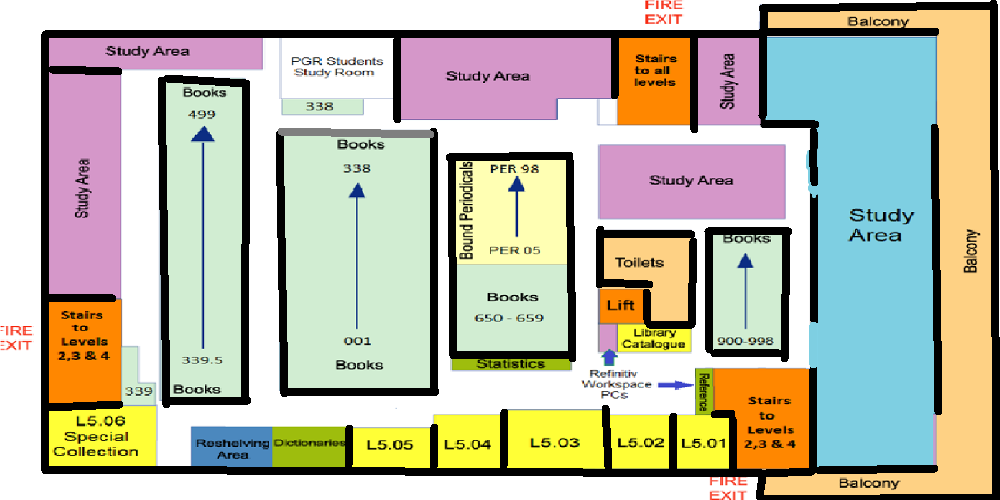 FIRE
EXIT
Balcony
Study Area
PGR Students
Study Room
338
Study Area
Stairs
to all
levels
Study Area
Books
499
Books
338
Bound Periodicals
PER 98
PER 05
Study Area
Study Area
Study
Area
Balcony
Toilets
Books
900-998
Books
650 - 659
Lift
Library
Catalogue
FIRE
EXIT
Stairs
to
Levels
2,3 & 4
339.5
Books
339
001
Books
Statistics
Refinitiv
Workspace
PCs
Reference
Stairs
to
Levels
2,3 & 4
L5.06
Special
Collection
Reshelving
Area
Dictionaries
L5.05
L5.04
L5.03
L5.02
L5.01
FIRE
EXIT
Balcony